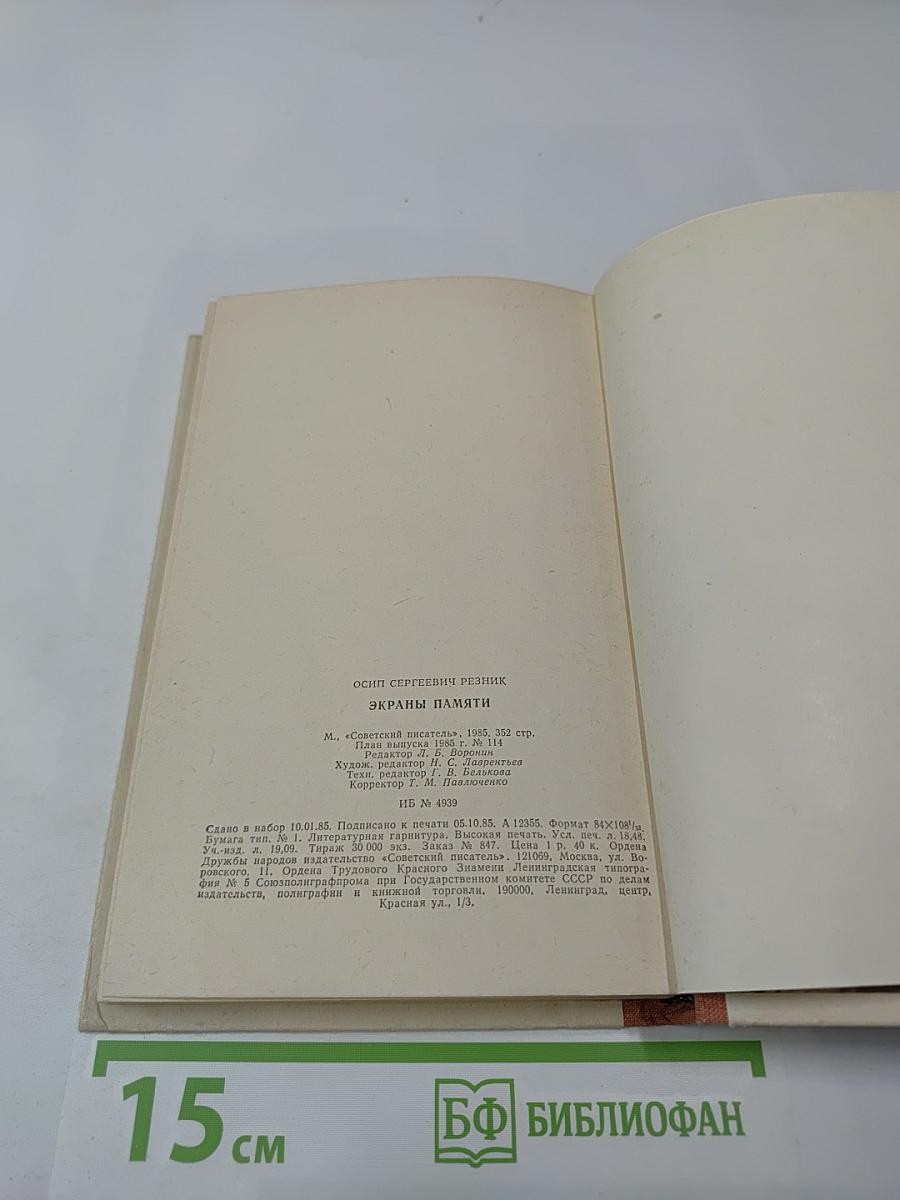 ОСИП СЕРГЕЕВИЧ РЕЗНИК
ЭКРАНЫ ПАМЯТИ
М., «Советский писатель», 1985, 352 стр.
План выпуска 1985 г. № 114
Редактор Л. Б. Воронин
Худож. редактор Н. С. Лаврентьев
Техн. редактор Г. В. Белькова
Корректор Т. М. Павлюченко
ИБ № 4939
Сдано в набор 10.01.85. Подписано к печати 05.10.85. А 12355. Формат 84×108¹/₃₂.
Бумага тип. № 1. Литературная гарнитура. Высокая печать. Усл. печ. л. 18,48.
Уч.-изд. л. 19,09. Тираж 30 000 экз. Заказ № 847. Цена 1 р. 40 к. Ордена
Дружбы народов издательство «Советский писатель». 121069, Москва, ул. Во-
ровского, 11. Ордена Трудового Красного Знамени Ленинградская типогра-
фия № 5 Союзполиграфпрома при Государственном комитете СССР по делам
издательств, полиграфии и книжной торговли. 190000, Ленинград, центр,
Красная ул., 1/3.
15 см
БФ БИБЛИОФАН